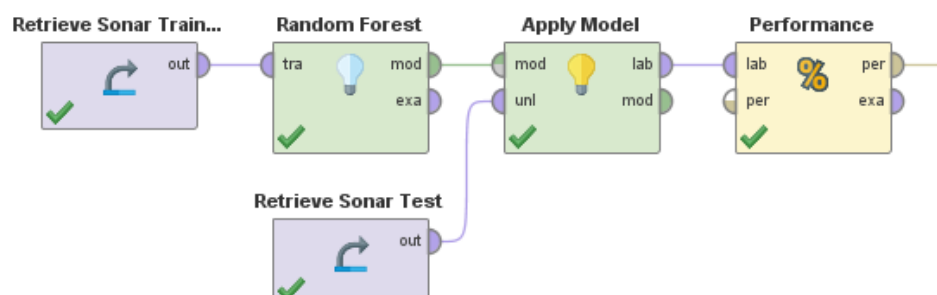 Retrieve Sonar Train...
out
Random Forest
tra
mod
exa
Apply Model
mod
lab
unl
mod
Performance
%
lab
per
per
exa
Retrieve Sonar Test
out